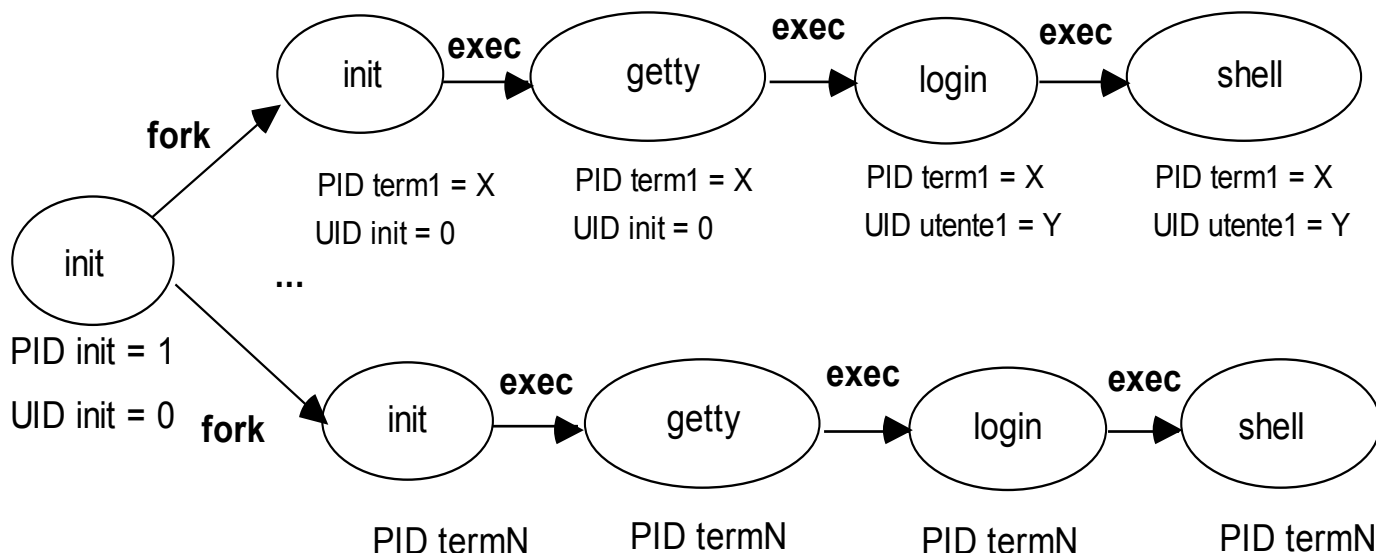 exec
exec
exec
init
getty
login
shell
fork
PID term1 = X
PID term1 = X
PID term1 = X
PID term1 = X
UID init = 0
UID init = 0
UID utente1 = Y
UID utente1 = Y
init
...
PID init = 1
UID init = 0
fork
exec
exec
exec
init
getty
login
shell
PID termN
PID termN
PID termN
PID termN